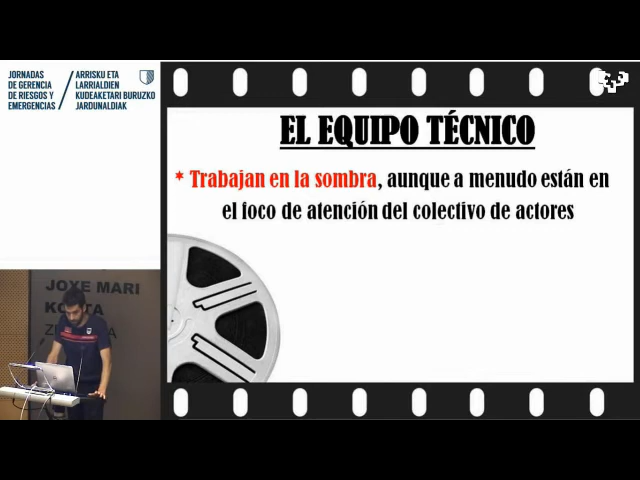 JORNADAS
DE GERENCIA
DE RIESGOS Y
EMERGENCIAS
ARRISKU ETA
LARRIALDIEN
KUDEAKETARI BURUZKO
JARDUNALDIAK
EL EQUIPO TÉCNICO
* Trabajan en la sombra, aunque a menudo están en
el foco de atención del colectivo de actores
JOXE MARI